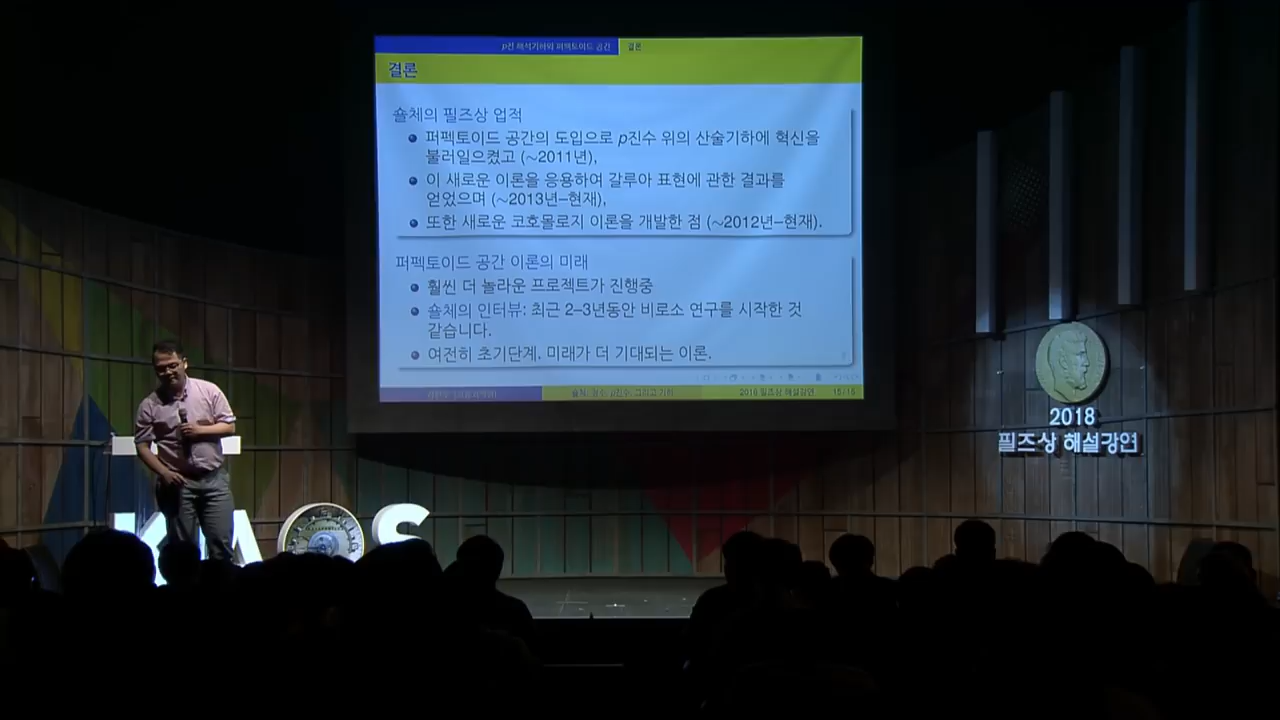 p진 해석기하와 퍼펙토이드 공간 결론
결론
숄체의 필즈상 업적
퍼펙토이드 공간의 도입으로 p진수 위의 산술기하에 혁신을
불러일으켰고 (~2011년),
이 새로운 이론을 응용하여 갈루아 표현에 관한 결과를
얻었으며 (~2013년–현재),
또한 새로운 코호몰로지 이론을 개발한 점 (~2012년–현재).
퍼펙토이드 공간 이론의 미래
훨씬 더 놀라운 프로젝트가 진행중
숄체의 인터뷰: 최근 2–3년동안 비로소 연구를 시작한 것
같습니다.
여전히 초기단계. 미래가 더 기대되는 이론.
숄체: 정수, p진수, 그리고 기하 2018 필즈상 해설강연 15 / 15
2018
필즈상 해설강연
KAOS